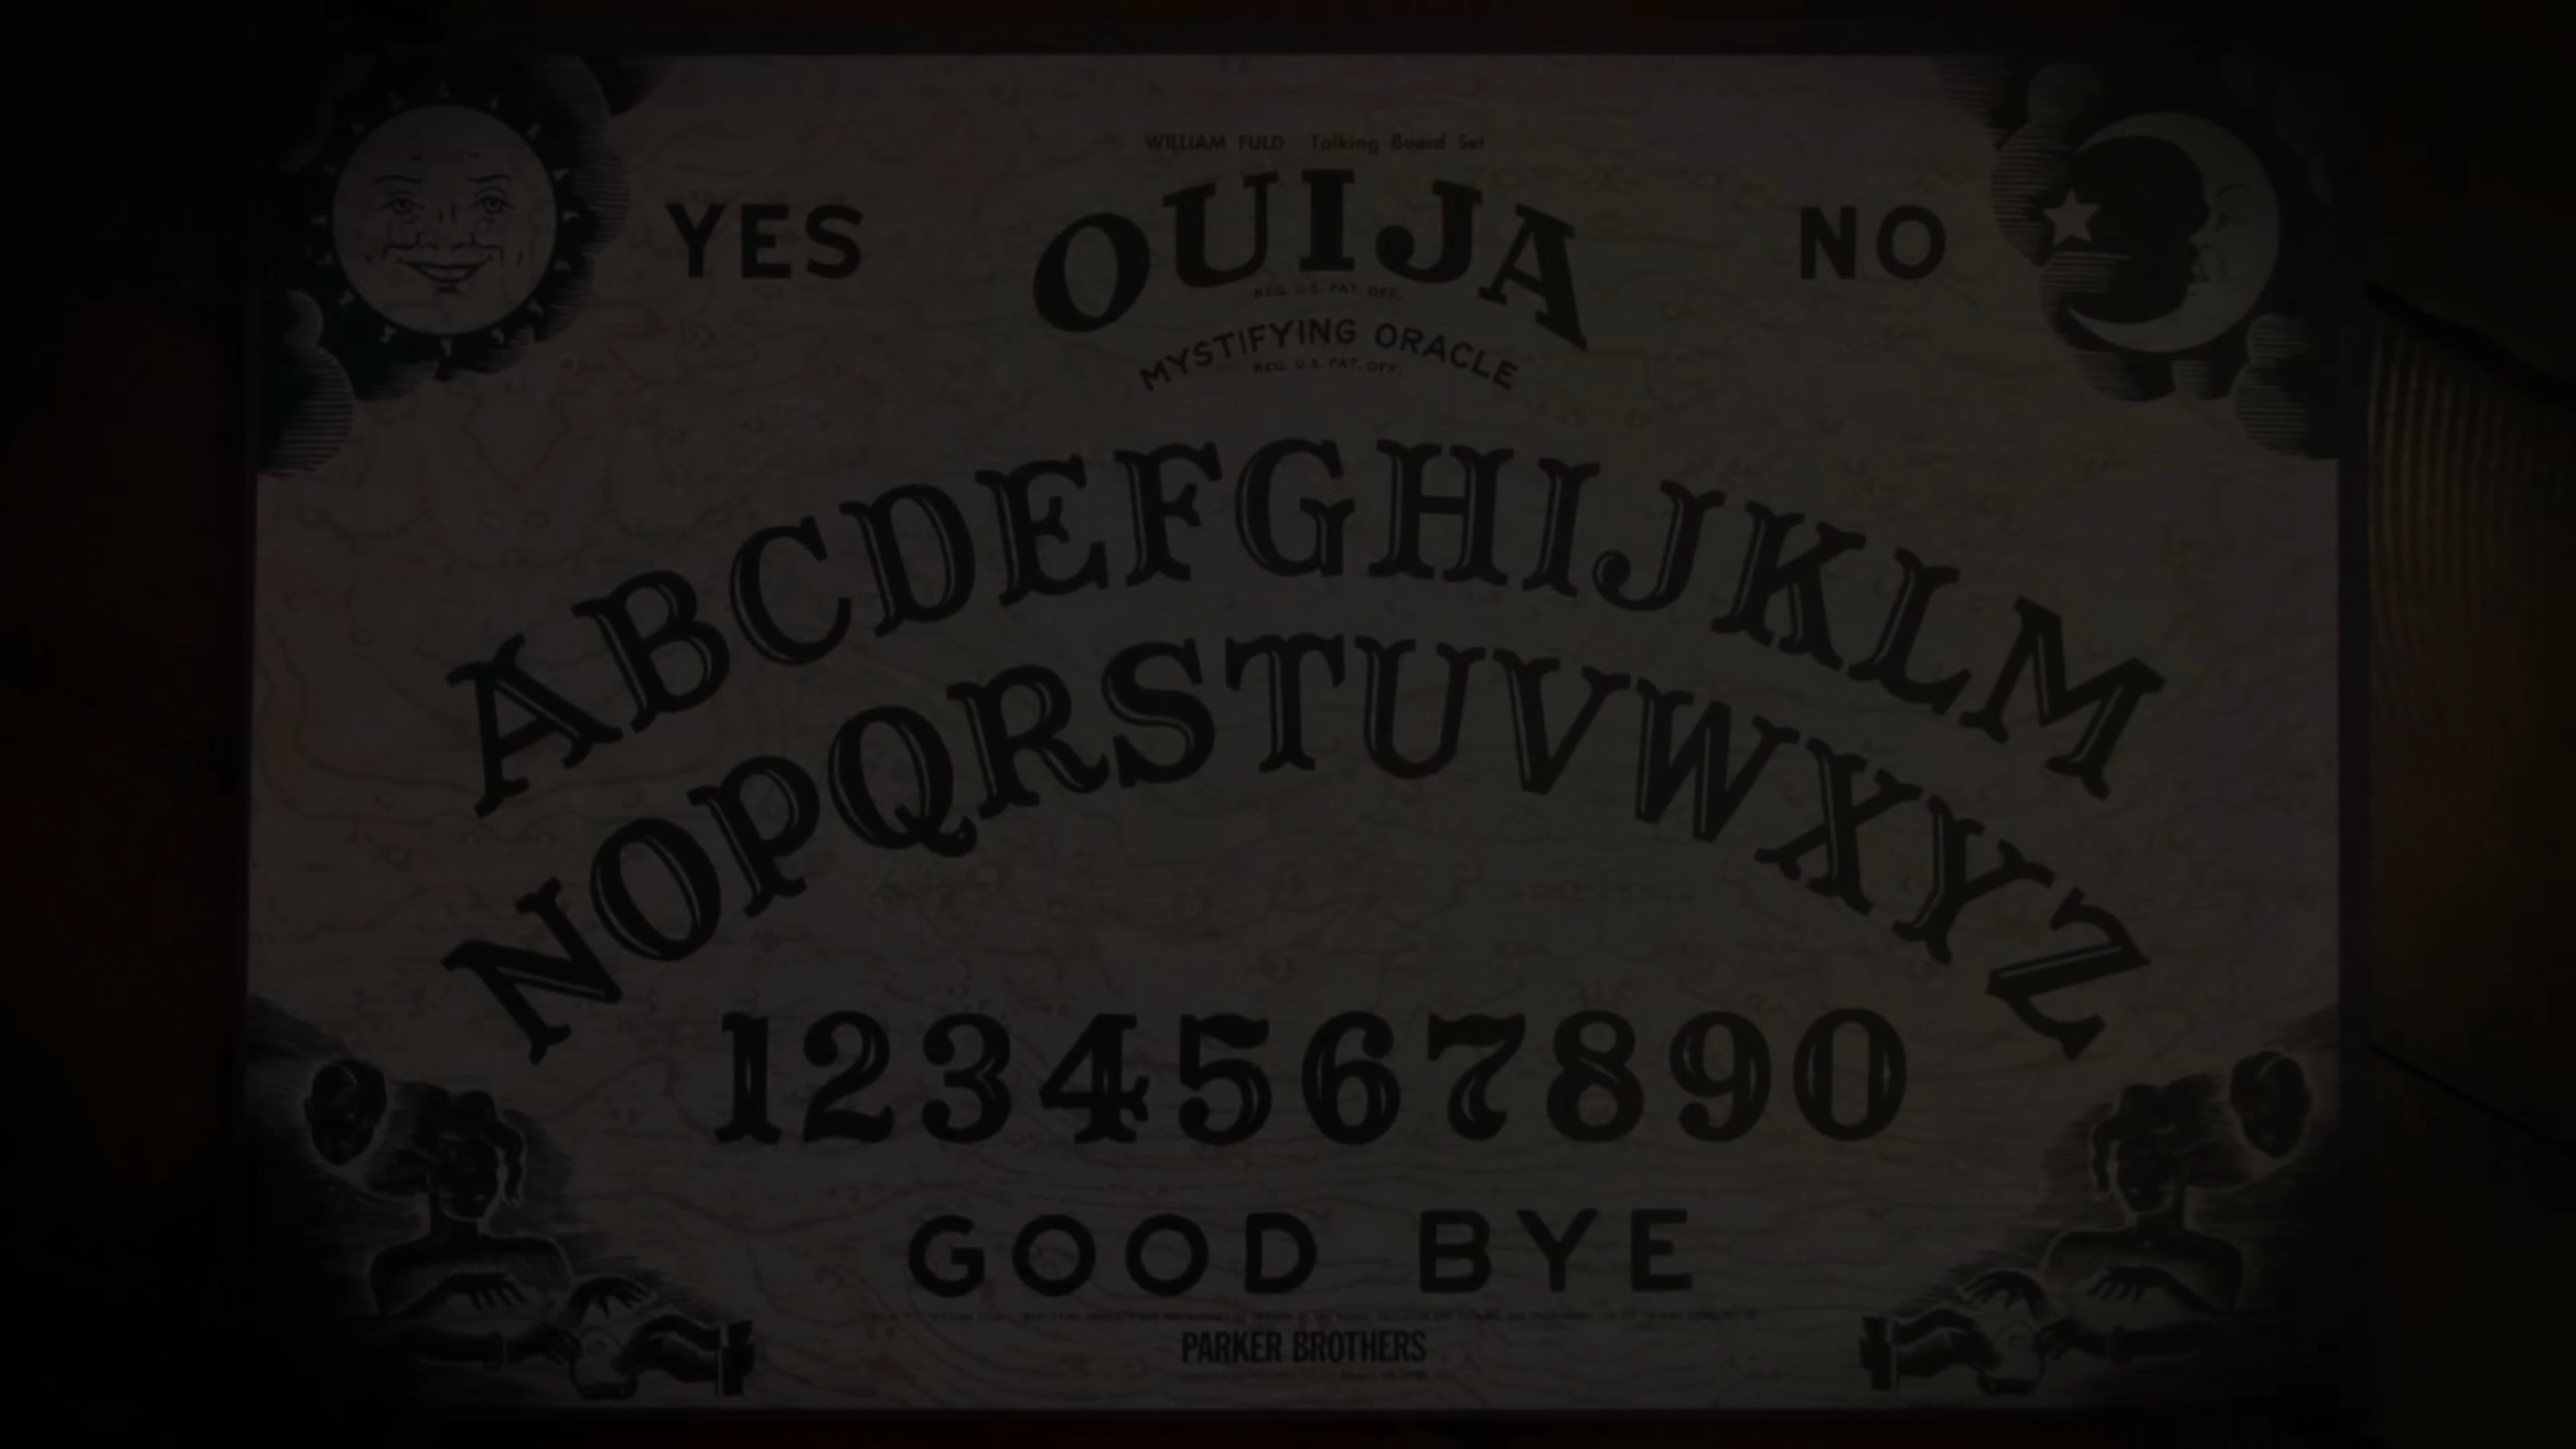 WILLIAM FULD Talking Board Set
YES OUIJA NO
REG. U.S. PAT. OFF.
MYSTIFYING ORACLE
REG. U.S. PAT. OFF.
ABCDEFGHIJKLM
NOPQRSTUVWXYZ
1234567890
GOOD BYE
PARKER BROTHERS